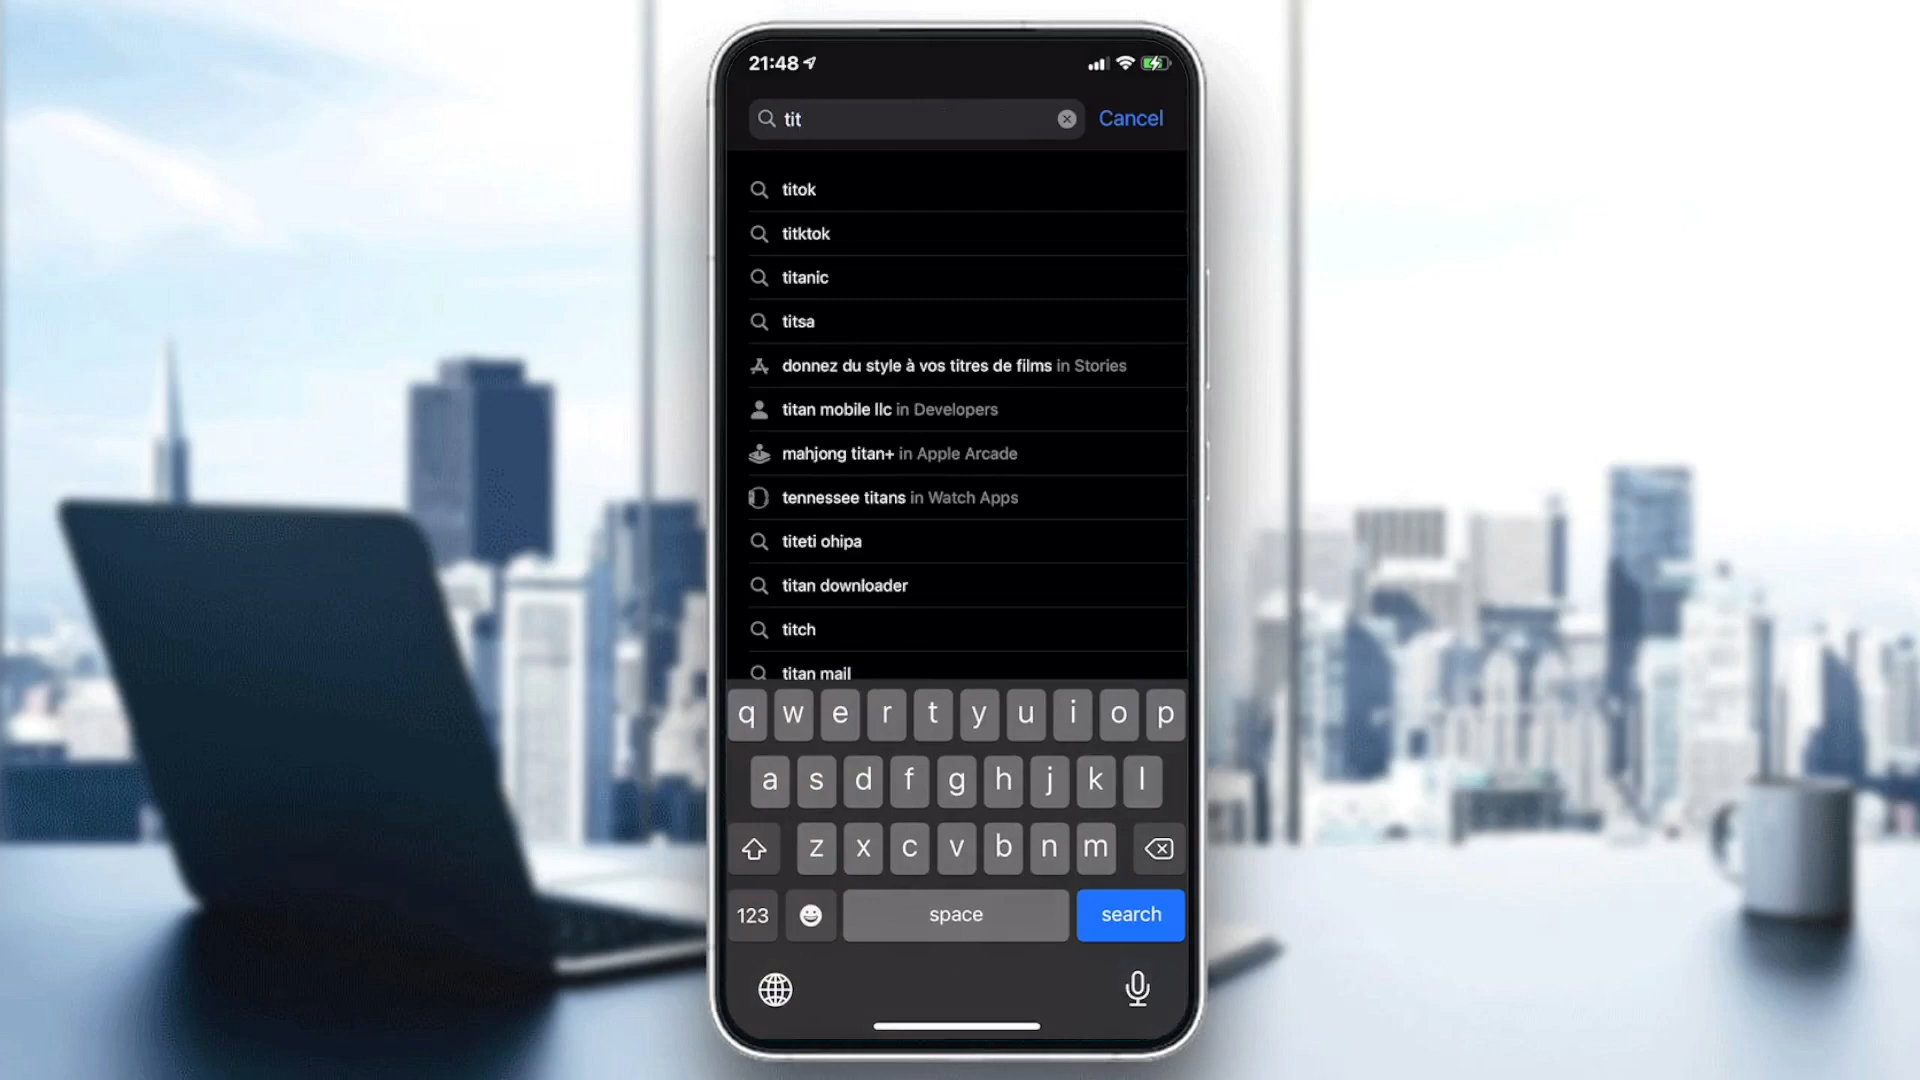 21:48
tit
Cancel
titok
titktok
titanic
titsa
donnez du style à vos titres de films in Stories
titan mobile llc in Developers
mahjong titan+ in Apple Arcade
tennessee titans in Watch Apps
titeti ohipa
titan downloader
titch
titan mail
q w e r t y u i o p
a s d f g h j k l
z x c v b n m
123 space search